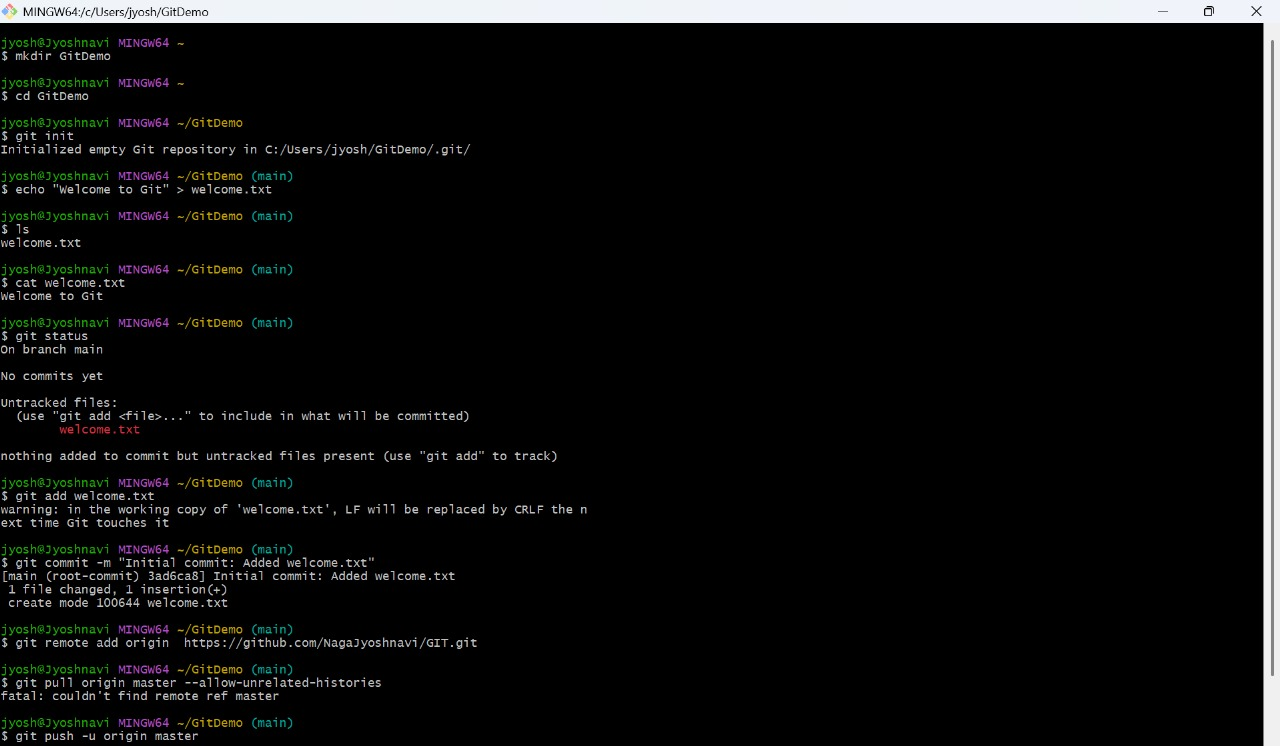 MINGW64:/c/Users/jyosh/GitDemo
jyosh@Jyoshnavi MINGW64 ~
$ mkdir GitDemo
jyosh@Jyoshnavi MINGW64 ~
$ cd GitDemo
jyosh@Jyoshnavi MINGW64 ~/GitDemo
$ git init
Initialized empty Git repository in C:/Users/jyosh/GitDemo/.git/
jyosh@Jyoshnavi MINGW64 ~/GitDemo (main)
$ echo "Welcome to Git" > welcome.txt
jyosh@Jyoshnavi MINGW64 ~/GitDemo (main)
$ ls
welcome.txt
jyosh@Jyoshnavi MINGW64 ~/GitDemo (main)
$ cat welcome.txt
Welcome to Git
jyosh@Jyoshnavi MINGW64 ~/GitDemo (main)
$ git status
On branch main
No commits yet
Untracked files:
  (use "git add <file>..." to include in what will be committed)
        welcome.txt
nothing added to commit but untracked files present (use "git add" to track)
jyosh@Jyoshnavi MINGW64 ~/GitDemo (main)
$ git add welcome.txt
warning: in the working copy of 'welcome.txt', LF will be replaced by CRLF the n
ext time Git touches it
jyosh@Jyoshnavi MINGW64 ~/GitDemo (main)
$ git commit -m "Initial commit: Added welcome.txt"
[main (root-commit) 3ad6ca8] Initial commit: Added welcome.txt
 1 file changed, 1 insertion(+)
 create mode 100644 welcome.txt
jyosh@Jyoshnavi MINGW64 ~/GitDemo (main)
$ git remote add origin  https://github.com/NagaJyoshnavi/GIT.git
jyosh@Jyoshnavi MINGW64 ~/GitDemo (main)
$ git pull origin master --allow-unrelated-histories
fatal: couldn't find remote ref master
jyosh@Jyoshnavi MINGW64 ~/GitDemo (main)
$ git push -u origin master